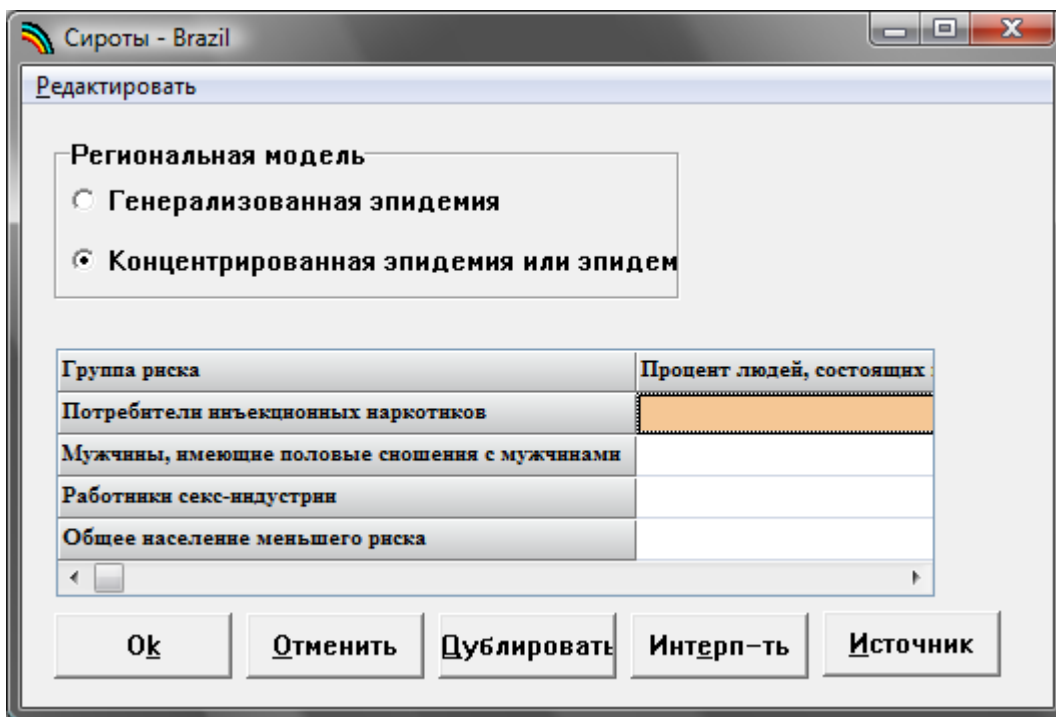 Сироты - Brazil
Редактировать
Региональная модель
Генерализованная эпидемия
Концентрированная эпидемия или эпидем
Группа риска Процент людей, состоящих
Потребители инъекционных наркотиков
Мужчины, имеющие половые сношения с мужчинами
Работники секс-индустрии
Общее население меньшего риска
Ok Отменить Дублировать Интерп-ть Источник